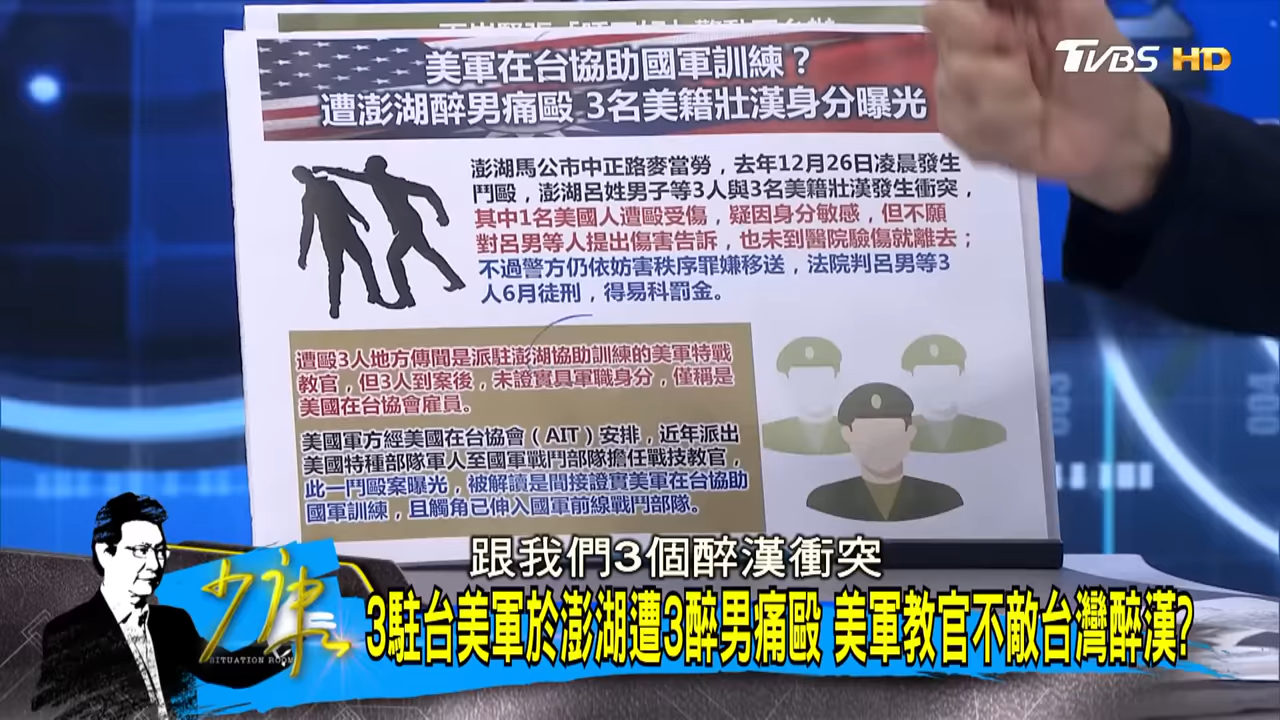 TVBS HD
美軍在台協助國軍訓練？
遭澎湖醉男痛毆 3名美籍壯漢身分曝光
澎湖馬公市中正路麥當勞，去年12月26日凌晨發生
鬥毆，澎湖呂姓男子等3人與3名美籍壯漢發生衝突，
其中1名美國人遭毆受傷，疑因身分敏感，但不願
對呂男等人提出傷害告訴，也未到醫院驗傷就離去；
不過警方仍依妨害秩序罪嫌移送，法院判呂男等3
人6月徒刑，得易科罰金。
遭毆3人地方傳聞是派駐澎湖協助訓練的美軍特戰
教官，但3人到案後，未證實具軍職身分，僅稱是
美國在台協會雇員。
美國軍方經美國在台協會（AIT）安排，近年派出
美國特種部隊軍人至國軍戰鬥部隊擔任戰技教官，
此一鬥毆案曝光，被解讀是間接證實美軍在台協助
國軍訓練，且觸角已伸入國軍前線戰鬥部隊。
003
004
跟我們3個醉漢衝突
少康
SITUATION ROOM
3駐台美軍於澎湖遭3醉男痛毆 美軍教官不敵台灣醉漢?